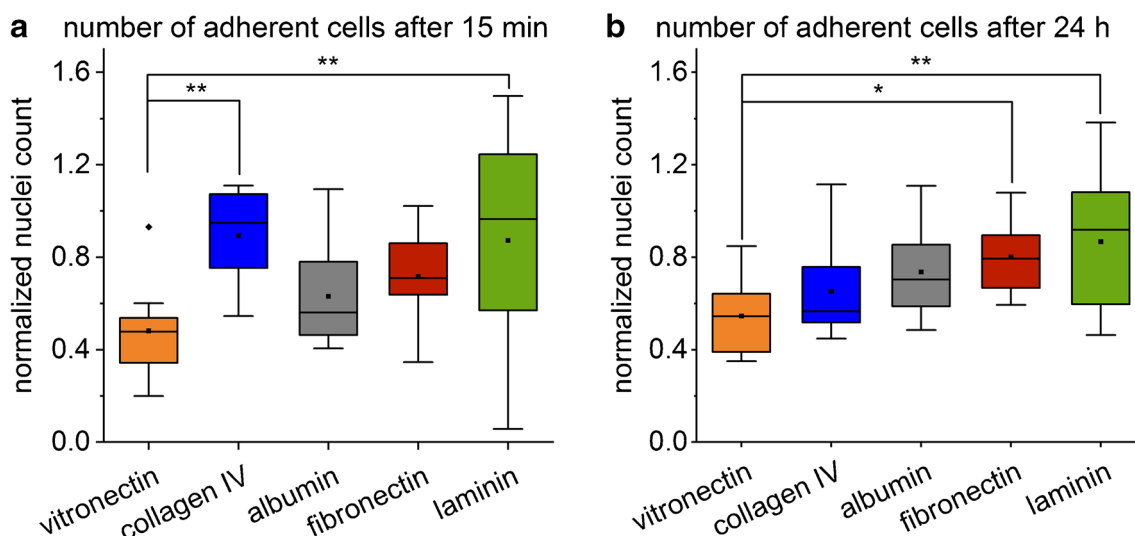 a number of adherent cells after 15 min
normalized nuclei count
1.6
1.2
0.8
0.4
0.0
**
**
vitronectin
collagen IV
albumin
fibronectin
laminin
b number of adherent cells after 24 h
normalized nuclei count
1.6
1.2
0.8
0.4
0.0
**
*
vitronectin
collagen IV
albumin
fibronectin
laminin